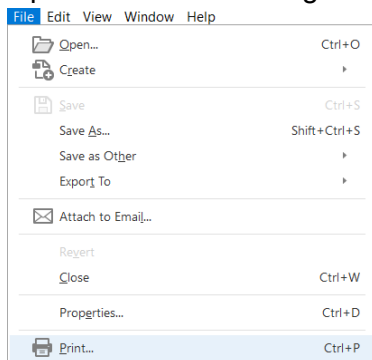 File Edit View Window Help
Open... Ctrl+O
Create
Save Ctrl+S
Save As... Shift+Ctrl+S
Save as Other
Export To
Attach to Email...
Revert
Close Ctrl+W
Properties... Ctrl+D
Print... Ctrl+P